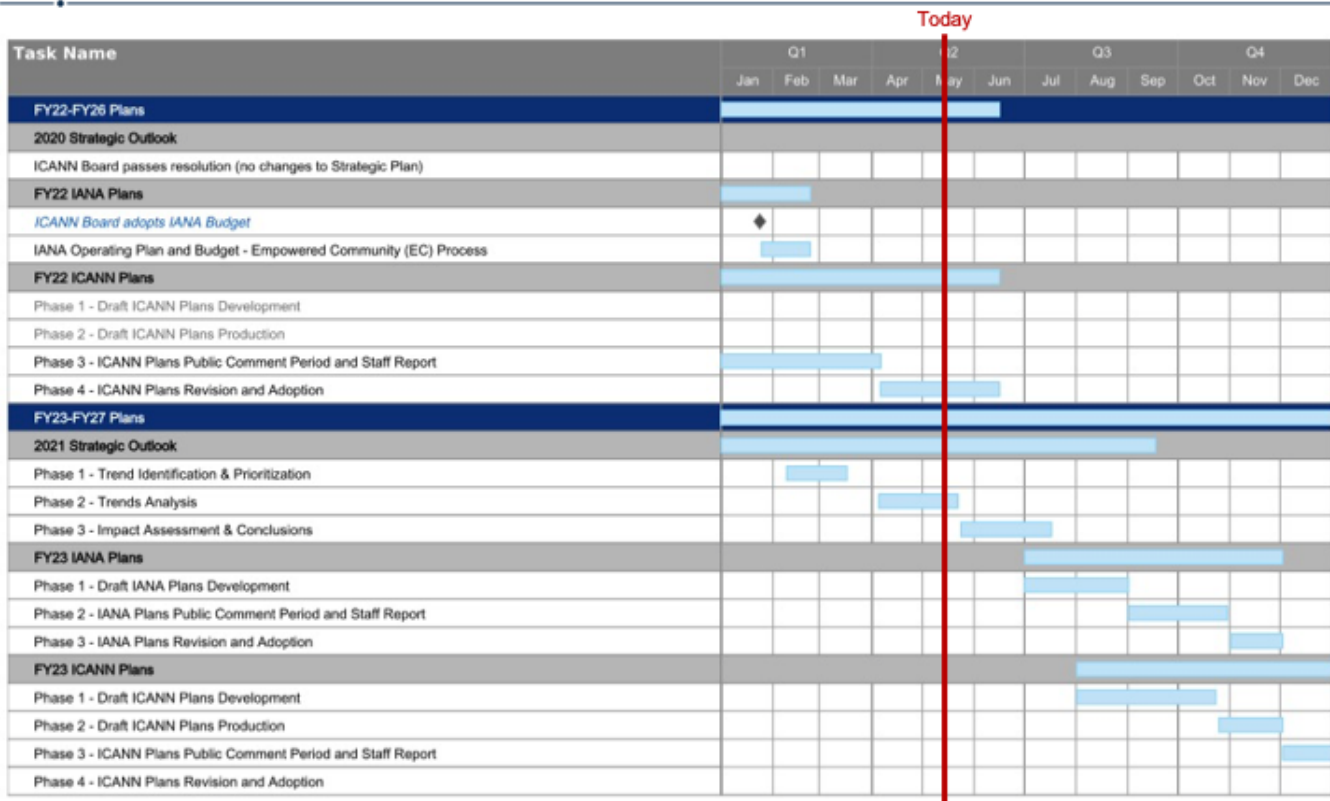 Today
Task Name
Q1 Q2 Q3 Q4
Jan Feb Mar Apr May Jun Jul Aug Sep Oct Nov Dec
FY22-FY26 Plans
2020 Strategic Outlook
ICANN Board passes resolution (no changes to Strategic Plan)
FY22 IANA Plans
ICANN Board adopts IANA Budget
IANA Operating Plan and Budget - Empowered Community (EC) Process
FY22 ICANN Plans
Phase 1 - Draft ICANN Plans Development
Phase 2 - Draft ICANN Plans Production
Phase 3 - ICANN Plans Public Comment Period and Staff Report
Phase 4 - ICANN Plans Revision and Adoption
FY23-FY27 Plans
2021 Strategic Outlook
Phase 1 - Trend Identification & Prioritization
Phase 2 - Trends Analysis
Phase 3 - Impact Assessment & Conclusions
FY23 IANA Plans
Phase 1 - Draft IANA Plans Development
Phase 2 - IANA Plans Public Comment Period and Staff Report
Phase 3 - IANA Plans Revision and Adoption
FY23 ICANN Plans
Phase 1 - Draft ICANN Plans Development
Phase 2 - Draft ICANN Plans Production
Phase 3 - ICANN Plans Public Comment Period and Staff Report
Phase 4 - ICANN Plans Revision and Adoption